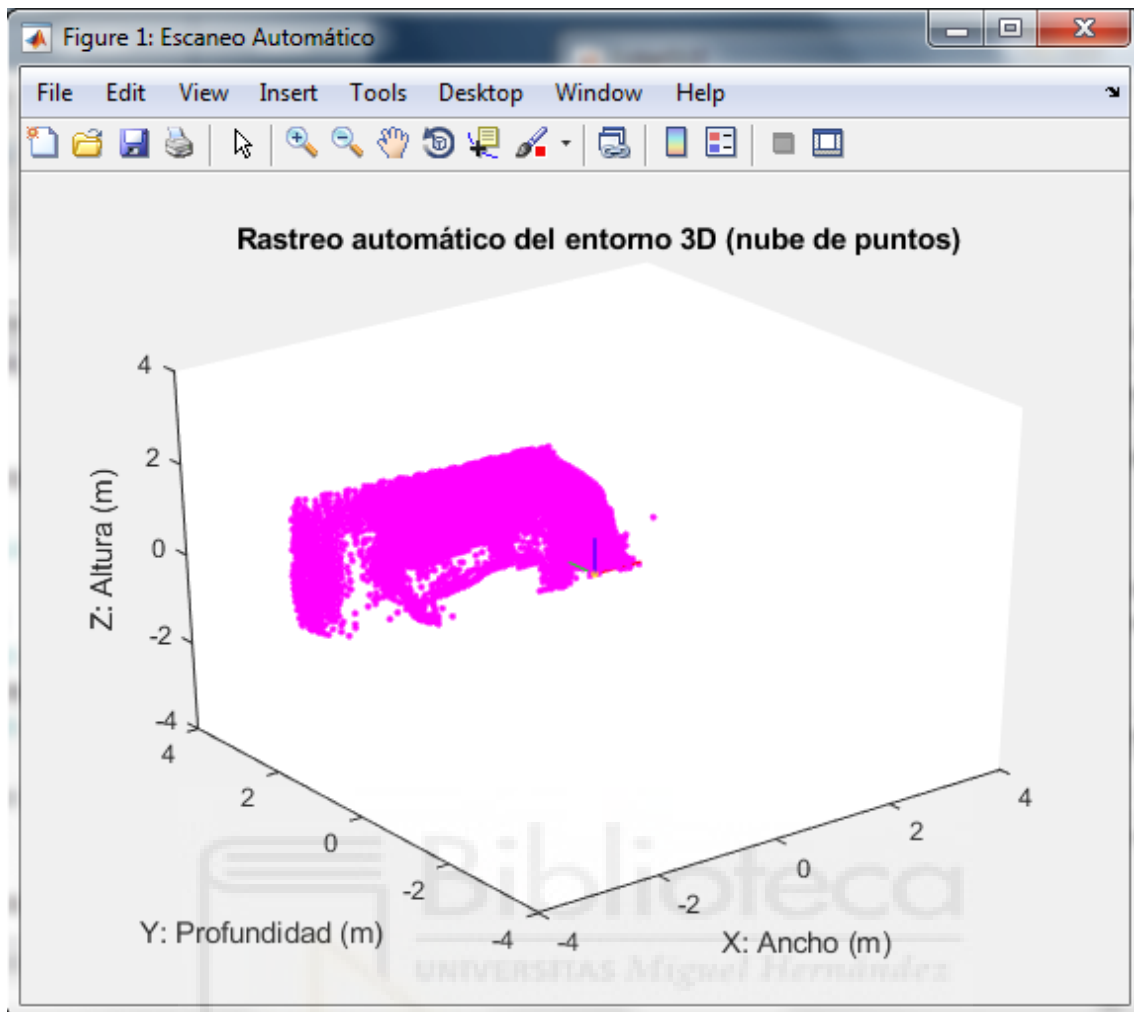 Figure 1: Escaneo Automático
File Edit View Insert Tools Desktop Window Help
Rastreo automático del entorno 3D (nube de puntos)
4
2
0
-2
-4
Z: Altura (m)
4
2
0
-2
-4
Y: Profundidad (m)
-4
-2
0
2
4
X: Ancho (m)
Biblioteca
UNIVERSITAS Miguel Hernández